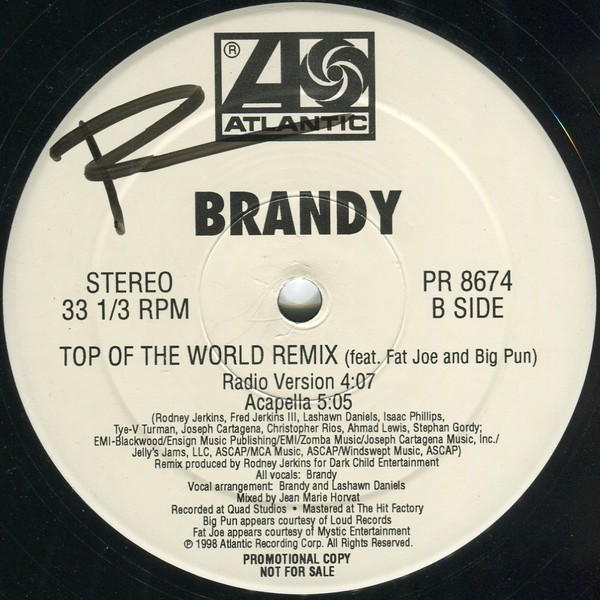 ®
ATLANTIC
R
BRANDY
STEREO
33 1/3 RPM
PR 8674
B SIDE
TOP OF THE WORLD REMIX (feat. Fat Joe and Big Pun)
Radio Version 4:07
Acapella 5:05
(Rodney Jerkins, Fred Jerkins III, Lashawn Daniels, Isaac Phillips,
Tye-V Turman, Joseph Cartagena, Christopher Rios, Ahmad Lewis, Stephan Gordy;
EMI-Blackwood/Ensign Music Publishing/EMI/Zomba Music/Joseph Cartagena Music, Inc./
Jelly's Jams, LLC, ASCAP/MCA Music, ASCAP/Windswept Music, ASCAP)
Remix produced by Rodney Jerkins for Dark Child Entertainment
All vocals: Brandy
Vocal arrangement: Brandy and Lashawn Daniels
Mixed by Jean Marie Horvat
Recorded at Quad Studios • Mastered at The Hit Factory
Big Pun appears courtesy of Loud Records
Fat Joe appears courtesy of Mystic Entertainment
℗ 1998 Atlantic Recording Corp. All Rights Reserved.
PROMOTIONAL COPY
NOT FOR SALE